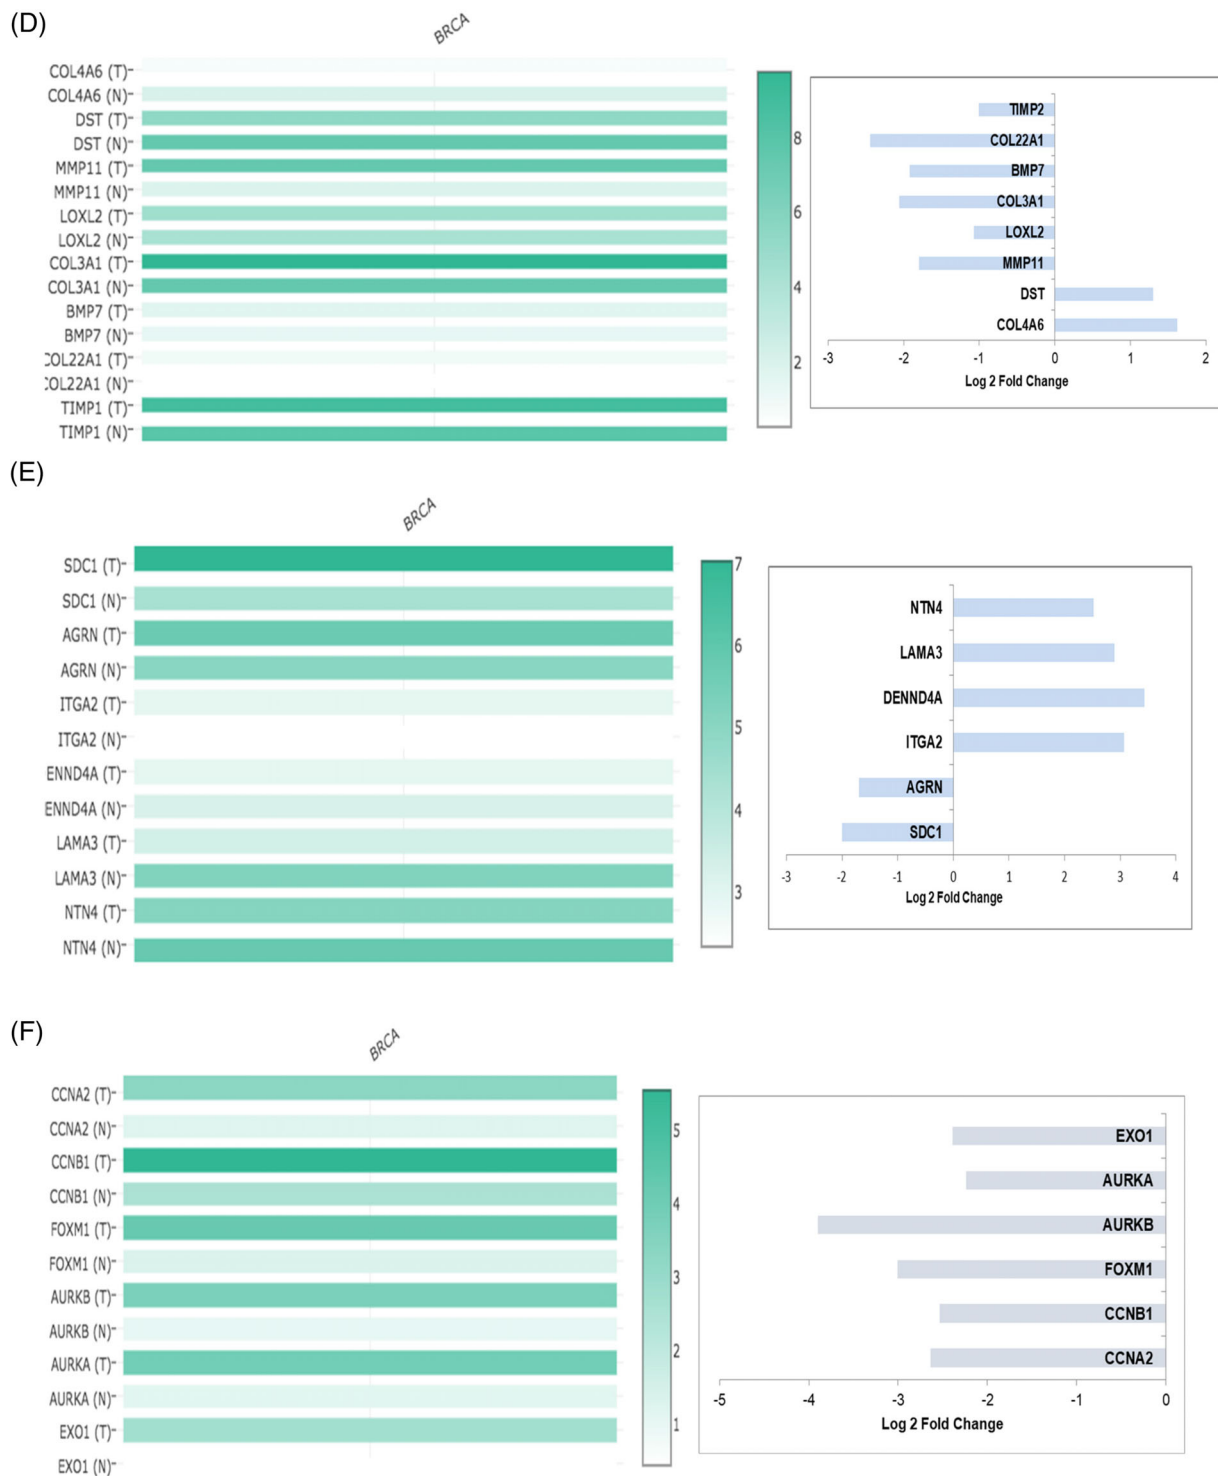 (D)
BRCA
COL4A6 (T)
COL4A6 (N)
DST (T)
DST (N)
MMP11 (T)
MMP11 (N)
LOXL2 (T)
LOXL2 (N)
COL3A1 (T)
COL3A1 (N)
BMP7 (T)
BMP7 (N)
COL22A1 (T)
COL22A1 (N)
TIMP1 (T)
TIMP1 (N)
8
6
4
2
TIMP2
COL22A1
BMP7
COL3A1
LOXL2
MMP11
DST
COL4A6
-3 -2 -1 0 1 2
Log 2 Fold Change
(E)
BRCA
SDC1 (T)
SDC1 (N)
AGRN (T)
AGRN (N)
ITGA2 (T)
ITGA2 (N)
ENND4A (T)
ENND4A (N)
LAMA3 (T)
LAMA3 (N)
NTN4 (T)
NTN4 (N)
7
6
5
4
3
NTN4
LAMA3
DENND4A
ITGA2
AGRN
SDC1
-3 -2 -1 0 1 2 3 4
Log 2 Fold Change
(F)
BRCA
CCNA2 (T)
CCNA2 (N)
CCNB1 (T)
CCNB1 (N)
FOXM1 (T)
FOXM1 (N)
AURKB (T)
AURKB (N)
AURKA (T)
AURKA (N)
EXO1 (T)
EXO1 (N)
5
4
3
2
1
EXO1
AURKA
AURKB
FOXM1
CCNB1
CCNA2
-5 -4 -3 -2 -1 0
Log 2 Fold Change